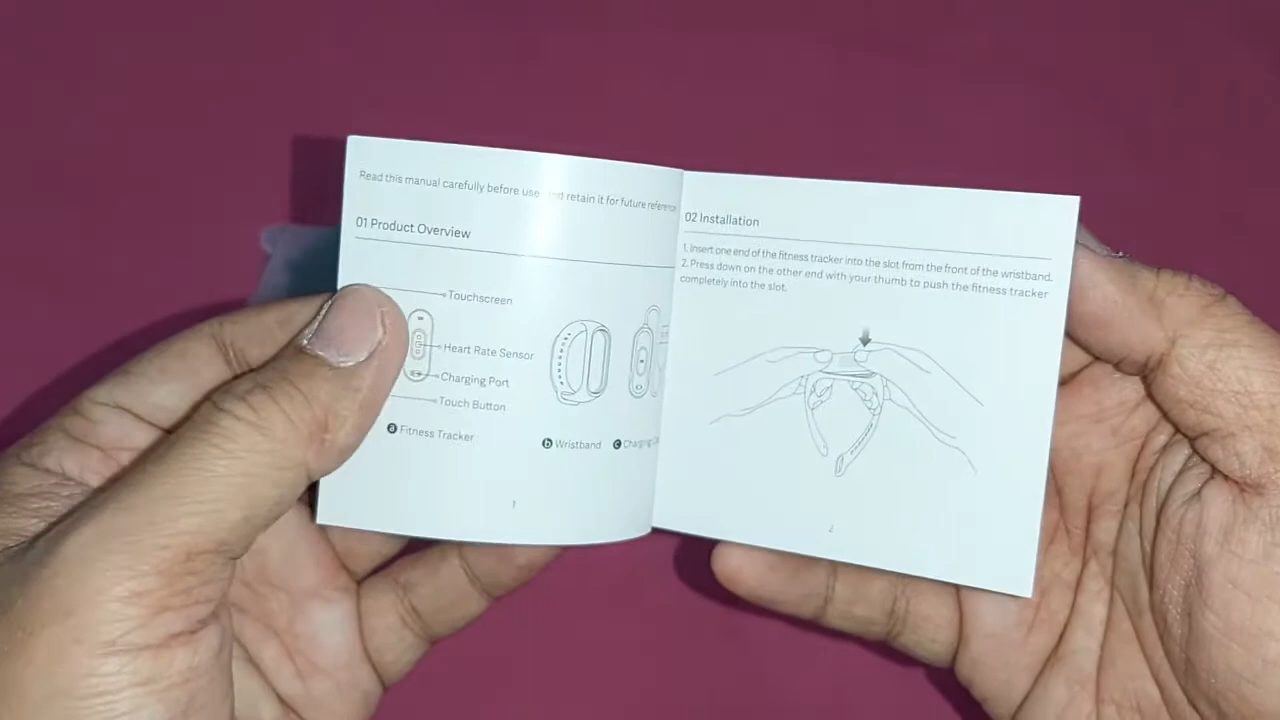 Read this manual carefully before use and retain it for future reference
01 Product Overview
Touchscreen
Heart Rate Sensor
Charging Port
Touch Button
a Fitness Tracker
b Wristband
c Charging
1
02 Installation
1. Insert one end of the fitness tracker into the slot from the front of the wristband.
2. Press down on the other end with your thumb to push the fitness tracker
completely into the slot.
2